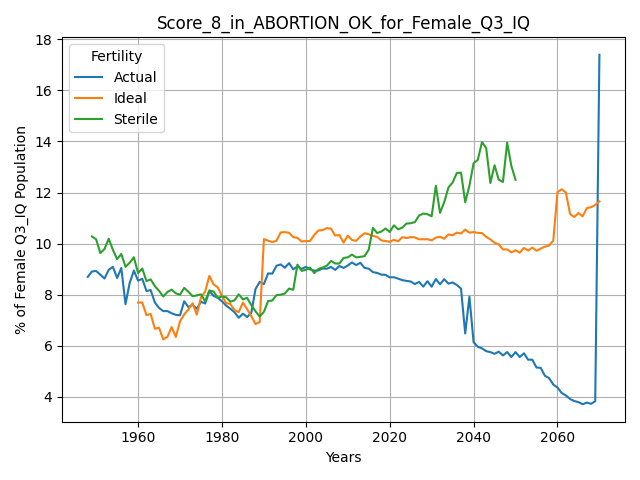 Score_8_in_ABORTION_OK_for_Female_Q3_IQ
% of Female Q3_IQ Population
18
16
14
12
10
8
6
4
Fertility
Actual
Ideal
Sterile
1960
1980
2000
2020
2040
2060
Years